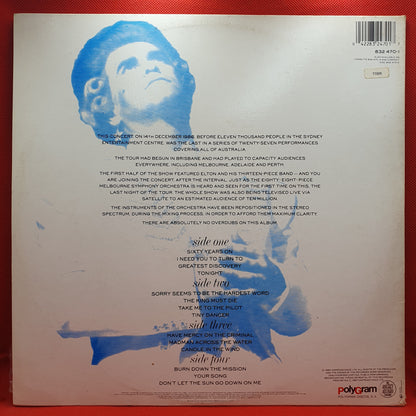 0 42283 24701 7
832 470-1
THIS CONCERT ON 14TH DECEMBER 1986, BEFORE ELEVEN THOUSAND PEOPLE IN THE SYDNEY
ENTERTAINMENT CENTRE, WAS THE LAST IN A SERIES OF TWENTY-SEVEN PERFORMANCES
COVERING ALL OF AUSTRALIA
THE TOUR HAD BEGUN IN BRISBANE AND HAD PLAYED TO CAPACITY AUDIENCES
EVERYWHERE, INCLUDING MELBOURNE, ADELAIDE AND PERTH
THE FIRST HALF OF THE SHOW FEATURED ELTON AND HIS THIRTEEN-PIECE BAND — AND YOU
ARE JOINING THE CONCERT AFTER THE INTERVAL, JUST AS THE EIGHTY-EIGHT-PIECE
MELBOURNE SYMPHONY ORCHESTRA IS HEARD AND SEEN FOR THE FIRST TIME ON THIS, THE
LAST NIGHT OF THE TOUR. THE WHOLE SHOW WAS ALSO BEING TELEVISED LIVE VIA
SATELLITE TO AN ESTIMATED AUDIENCE OF TEN MILLION.
THE INSTRUMENTS OF THE ORCHESTRA HAVE BEEN REPOSITIONED IN THE STEREO
SPECTRUM, DURING THE MIXING PROCESS, IN ORDER TO AFFORD THEM MAXIMUM CLARITY
THERE ARE ABSOLUTELY NO OVERDUBS ON THIS ALBUM.
side one
SIXTY YEARS ON
I NEED YOU TO TURN TO
GREATEST DISCOVERY
TONIGHT
side two
SORRY SEEMS TO BE THE HARDEST WORD
THE KING MUST DIE
TAKE ME TO THE PILOT
TINY DANCER
side three
HAVE MERCY ON THE CRIMINAL
MADMAN ACROSS THE WATER
CANDLE IN THE WIND
side four
BURN DOWN THE MISSION
YOUR SONG
DON'T LET THE SUN GO DOWN ON ME
polyGram